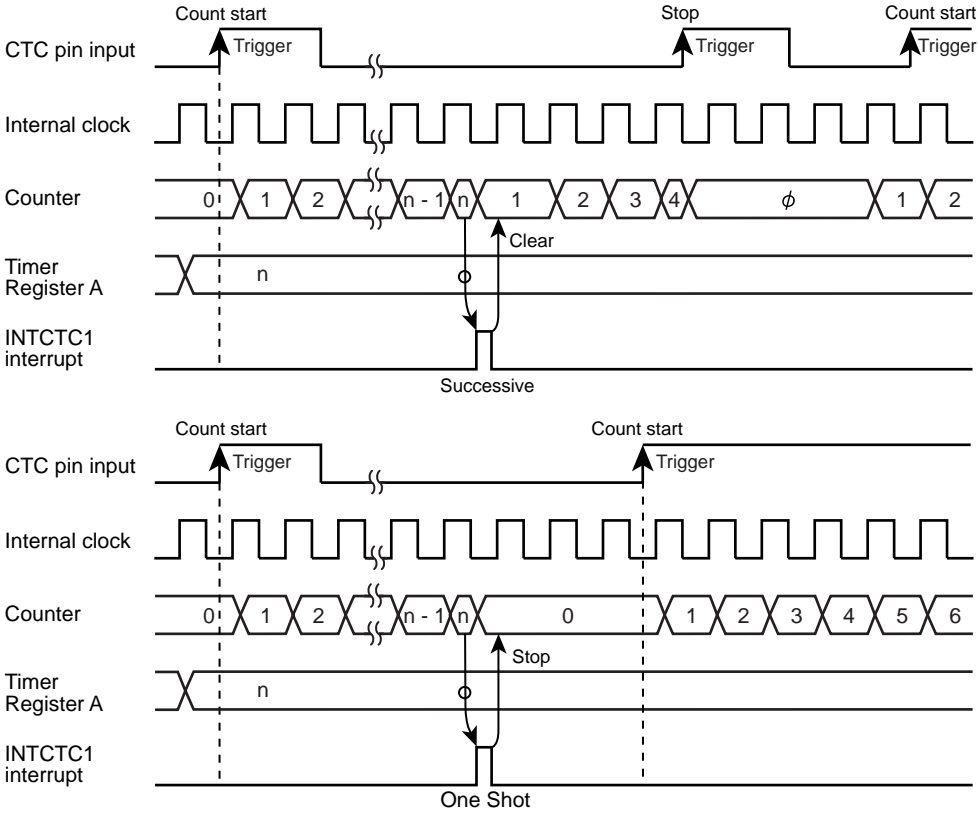 Count start Stop Count start
CTC pin input Trigger Trigger Trigger
Internal clock
Counter 0 1 2 n - 1 n 1 2 3 4 ϕ 1 2
Clear
Timer
Register A n
INTCTC1
interrupt
Successive
Count start Count start
CTC pin input Trigger Trigger
Internal clock
Counter 0 1 2 n - 1 n 0 1 2 3 4 5 6
Stop
Timer
Register A n
INTCTC1
interrupt
One Shot